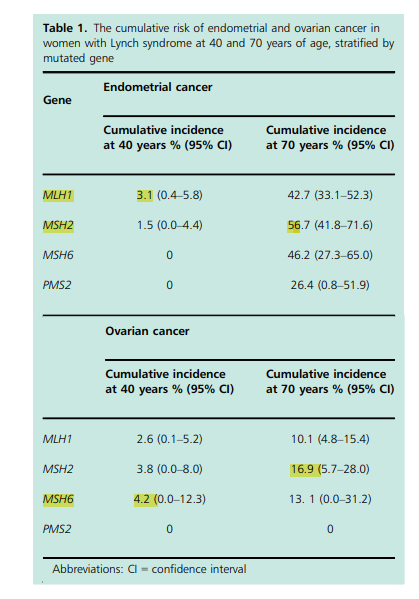 Table 1. The cumulative risk of endometrial and ovarian cancer in
women with Lynch syndrome at 40 and 70 years of age, stratified by
mutated gene
Gene
Endometrial cancer
Cumulative incidence at 40 years % (95% CI)
Cumulative incidence at 70 years % (95% CI)
MLH1 3.1 (0.4–5.8) 42.7 (33.1–52.3)
MSH2 1.5 (0.0–4.4) 56.7 (41.8–71.6)
MSH6 0 46.2 (27.3–65.0)
PMS2 0 26.4 (0.8–51.9)
Ovarian cancer
Cumulative incidence at 40 years % (95% CI)
Cumulative incidence at 70 years % (95% CI)
MLH1 2.6 (0.1–5.2) 10.1 (4.8–15.4)
MSH2 3.8 (0.0–8.0) 16.9 (5.7–28.0)
MSH6 4.2 (0.0–12.3) 13. 1 (0.0–31.2)
PMS2 0 0
Abbreviations: CI = confidence interval